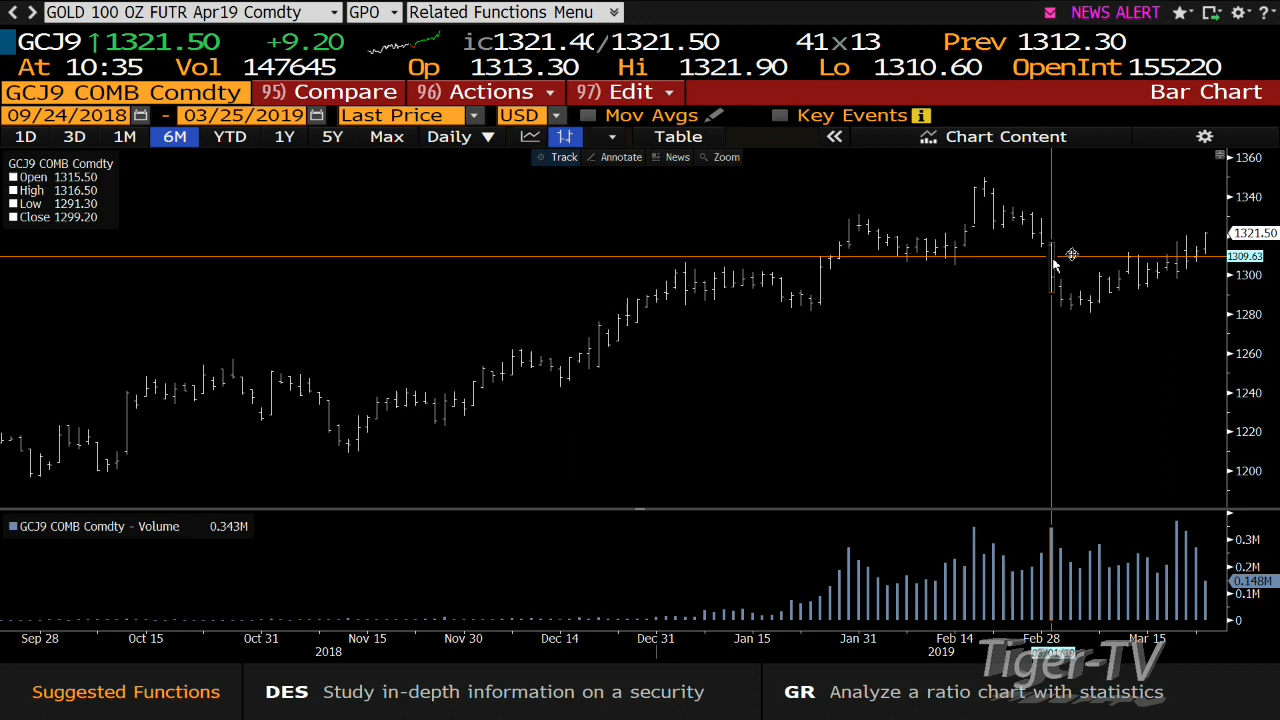 GOLD 100 OZ FUTR Apr19 Comdty GPO Related Functions Menu NEWS ALERT ?
GCJ9 ↑1321.50 +9.20 ic1321.40/1321.50 41x13 Prev 1312.30
At 10:35 Vol 147645 Op 1313.30 Hi 1321.90 Lo 1310.60 OpenInt 155220
GCJ9 COMB Comdty 95) Compare 96) Actions 97) Edit Bar Chart
09/24/2018 - 03/25/2019 Last Price USD Mov Avgs Key Events i
1D 3D 1M 6M YTD 1Y 5Y Max Daily ▼ Table « Chart Content
Track Annotate News Zoom
GCJ9 COMB Comdty
Open 1315.50
High 1316.50
Low 1291.30
Close 1299.20
1360
1340
1321.50
1309.63
1300
1280
1260
1240
1220
1200
GCJ9 COMB Comdty - Volume 0.343M
0.3M
0.2M
0.148M
0.1M
0
Sep 28 Oct 15 Oct 31 Nov 15 Nov 30 Dec 14 Dec 31 Jan 15 Jan 31 Feb 14 Feb 28 Mar 15
03/01/19
2018 2019
Tiger-TV
Suggested Functions DES Study in-depth information on a security GR Analyze a ratio chart with statistics